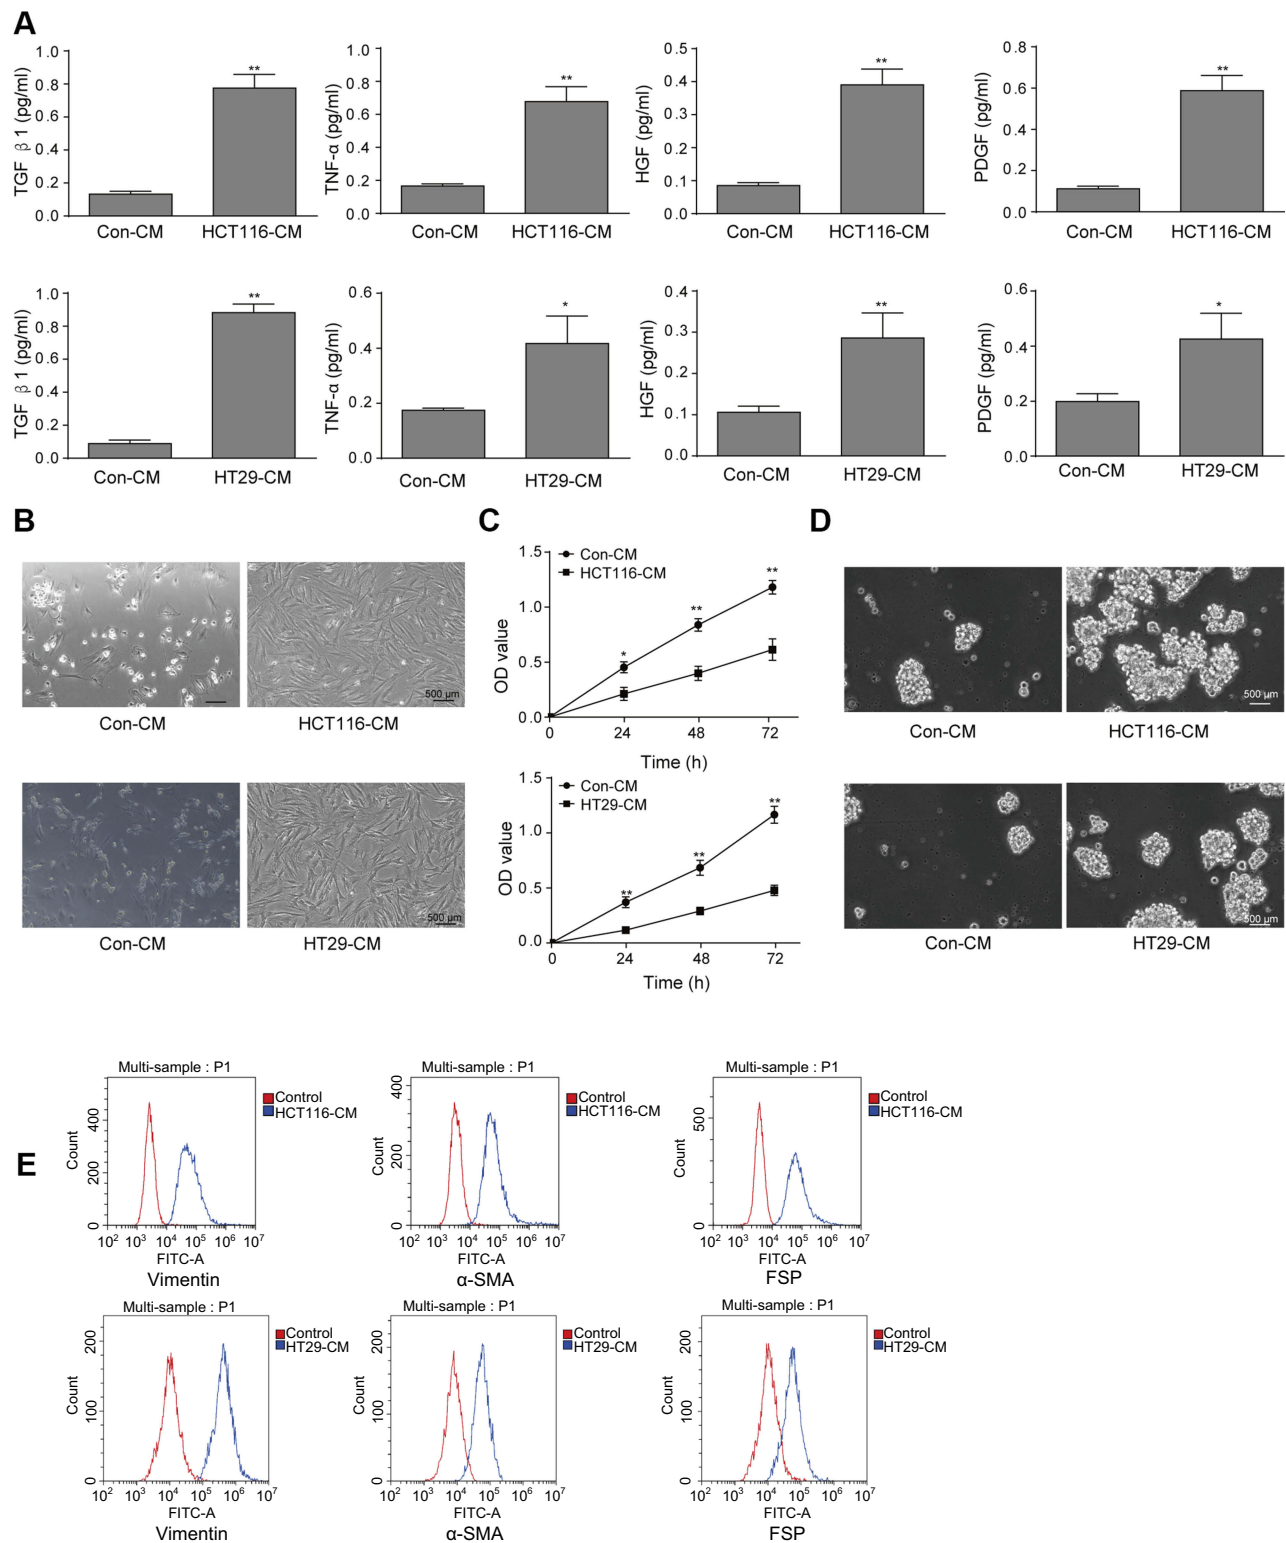 A
TGF β1 (pg/ml)
1.0
0.8
0.6
0.4
0.2
0.0
Con-CM HCT116-CM
**
TNF-α (pg/ml)
1.0
0.8
0.6
0.4
0.2
0.0
Con-CM HCT116-CM
**
HGF (pg/ml)
0.5
0.4
0.3
0.2
0.1
0.0
Con-CM HCT116-CM
**
PDGF (pg/ml)
0.8
0.6
0.4
0.2
0.0
Con-CM HCT116-CM
**
TGF β1 (pg/ml)
1.0
0.8
0.6
0.4
0.2
0.0
Con-CM HT29-CM
**
TNF-α (pg/ml)
0.6
0.4
0.2
0.0
Con-CM HT29-CM
*
HGF (pg/ml)
0.4
0.3
0.2
0.1
0.0
Con-CM HT29-CM
**
PDGF (pg/ml)
0.6
0.4
0.2
0.0
Con-CM HT29-CM
*
B
500 μm
Con-CM HCT116-CM
500 μm
Con-CM HT29-CM
C
OD value
1.5
1.0
0.5
0.0
Con-CM
HCT116-CM
* ** **
0 24 48 72
Time (h)
OD value
1.5
1.0
0.5
0.0
Con-CM
HT29-CM
** ** **
0 24 48 72
Time (h)
D
500 μm
Con-CM HCT116-CM
500 μm
Con-CM HT29-CM
E
Multi-sample : P1
Count
400
200
0
10² 10³ 10⁴ 10⁵ 10⁶ 10⁷
FITC-A
Vimentin
Control
HCT116-CM
Multi-sample : P1
Count
400
200
0
10² 10³ 10⁴ 10⁵ 10⁶ 10⁷
FITC-A
α-SMA
Control
HCT116-CM
Multi-sample : P1
Count
500
0
10² 10³ 10⁴ 10⁵ 10⁶ 10⁷
FITC-A
FSP
Control
HCT116-CM
Multi-sample : P1
Count
200
100
0
10² 10³ 10⁴ 10⁵ 10⁶ 10⁷
FITC-A
Vimentin
Control
HT29-CM
Multi-sample : P1
Count
200
100
0
10² 10³ 10⁴ 10⁵ 10⁶ 10⁷
FITC-A
α-SMA
Control
HT29-CM
Multi-sample : P1
Count
200
100
0
10² 10³ 10⁴ 10⁵ 10⁶ 10⁷
FITC-A
FSP
Control
HT29-CM